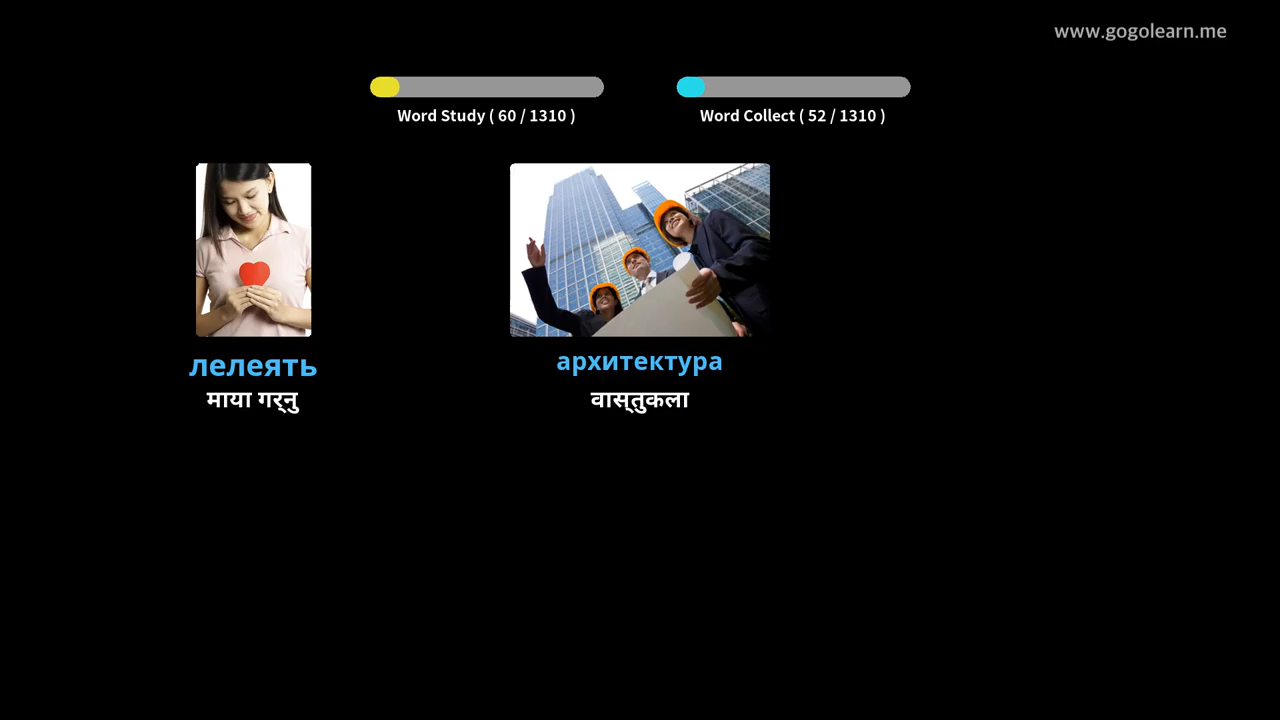 www.gogolearn.me
Word Study ( 60 / 1310 )
Word Collect ( 52 / 1310 )
лелеять
माया गर्‌नु
архитектура
वास्‌तुकला